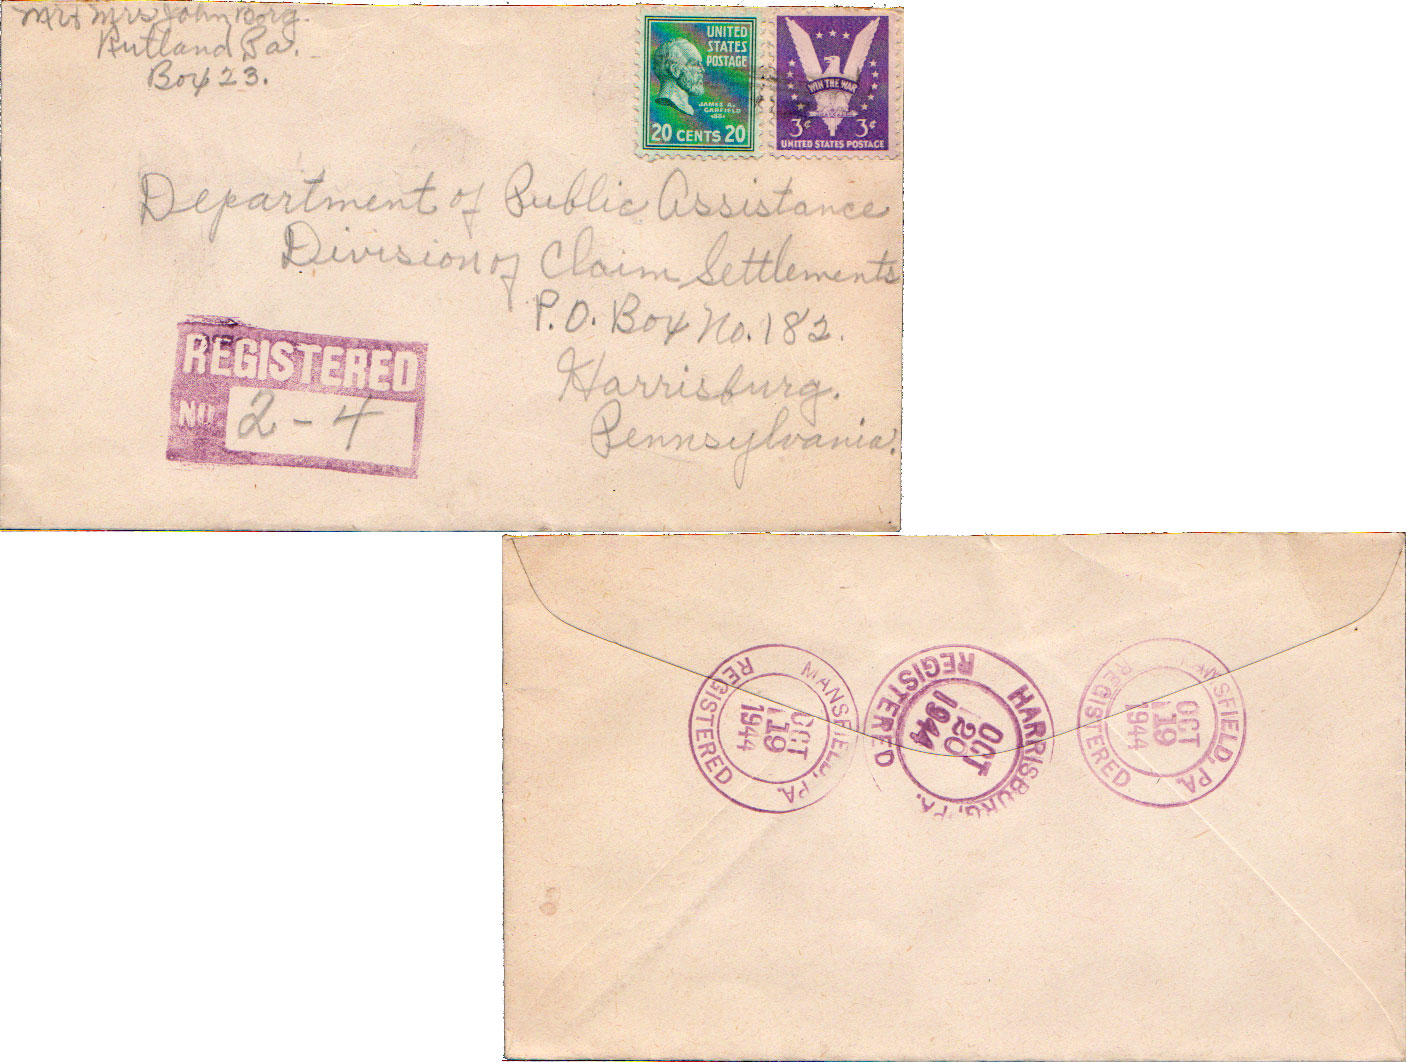 Mr & Mrs John Borg.
Rutland Pa.
Box 23.
UNITED
STATES
POSTAGE
JAMES A.
GARFIELD
1881
20 CENTS 20
WIN THE WAR
3¢ 3¢
UNITED STATES POSTAGE
Department of Public Assistance
Division of Claim Settlements
P.O. Box No. 182.
Harrisburg.
Pennsylvania.
REGISTERED
NO. 2-4
MANSFIELD, PA.
OCT
19
1944
REGISTERED
HARRISBURG, PA.
OCT
20
1944
REGISTERED
MANSFIELD, PA.
OCT
19
1944
REGISTERED